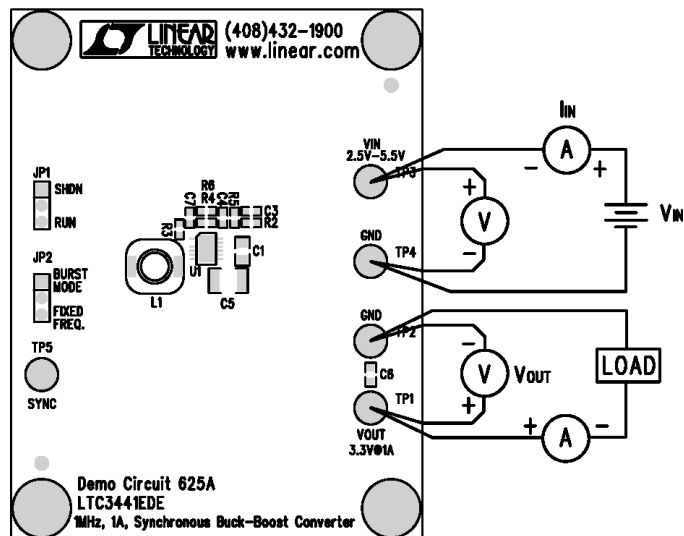 LINEAR
TECHNOLOGY
(408)432-1900
www.linear.com
IIN
VIN
2.5V-5.5V
TP3
- A +
JP1
SHDN
RUN
R6
R4
C7
C4
R5
C3
R2
R3
+
V
-
VIN
JP2
BURST
MODE
FIXED
FREQ.
GND
TP4
U1
C1
L1
C5
GND
TP2
TP5
SYNC
C6
-
V
+
VOUT
LOAD
TP1
VOUT
3.3V@1A
+ A -
Demo Circuit 625A
LTC3441EDE
1MHz, 1A, Synchronous Buck-Boost Converter